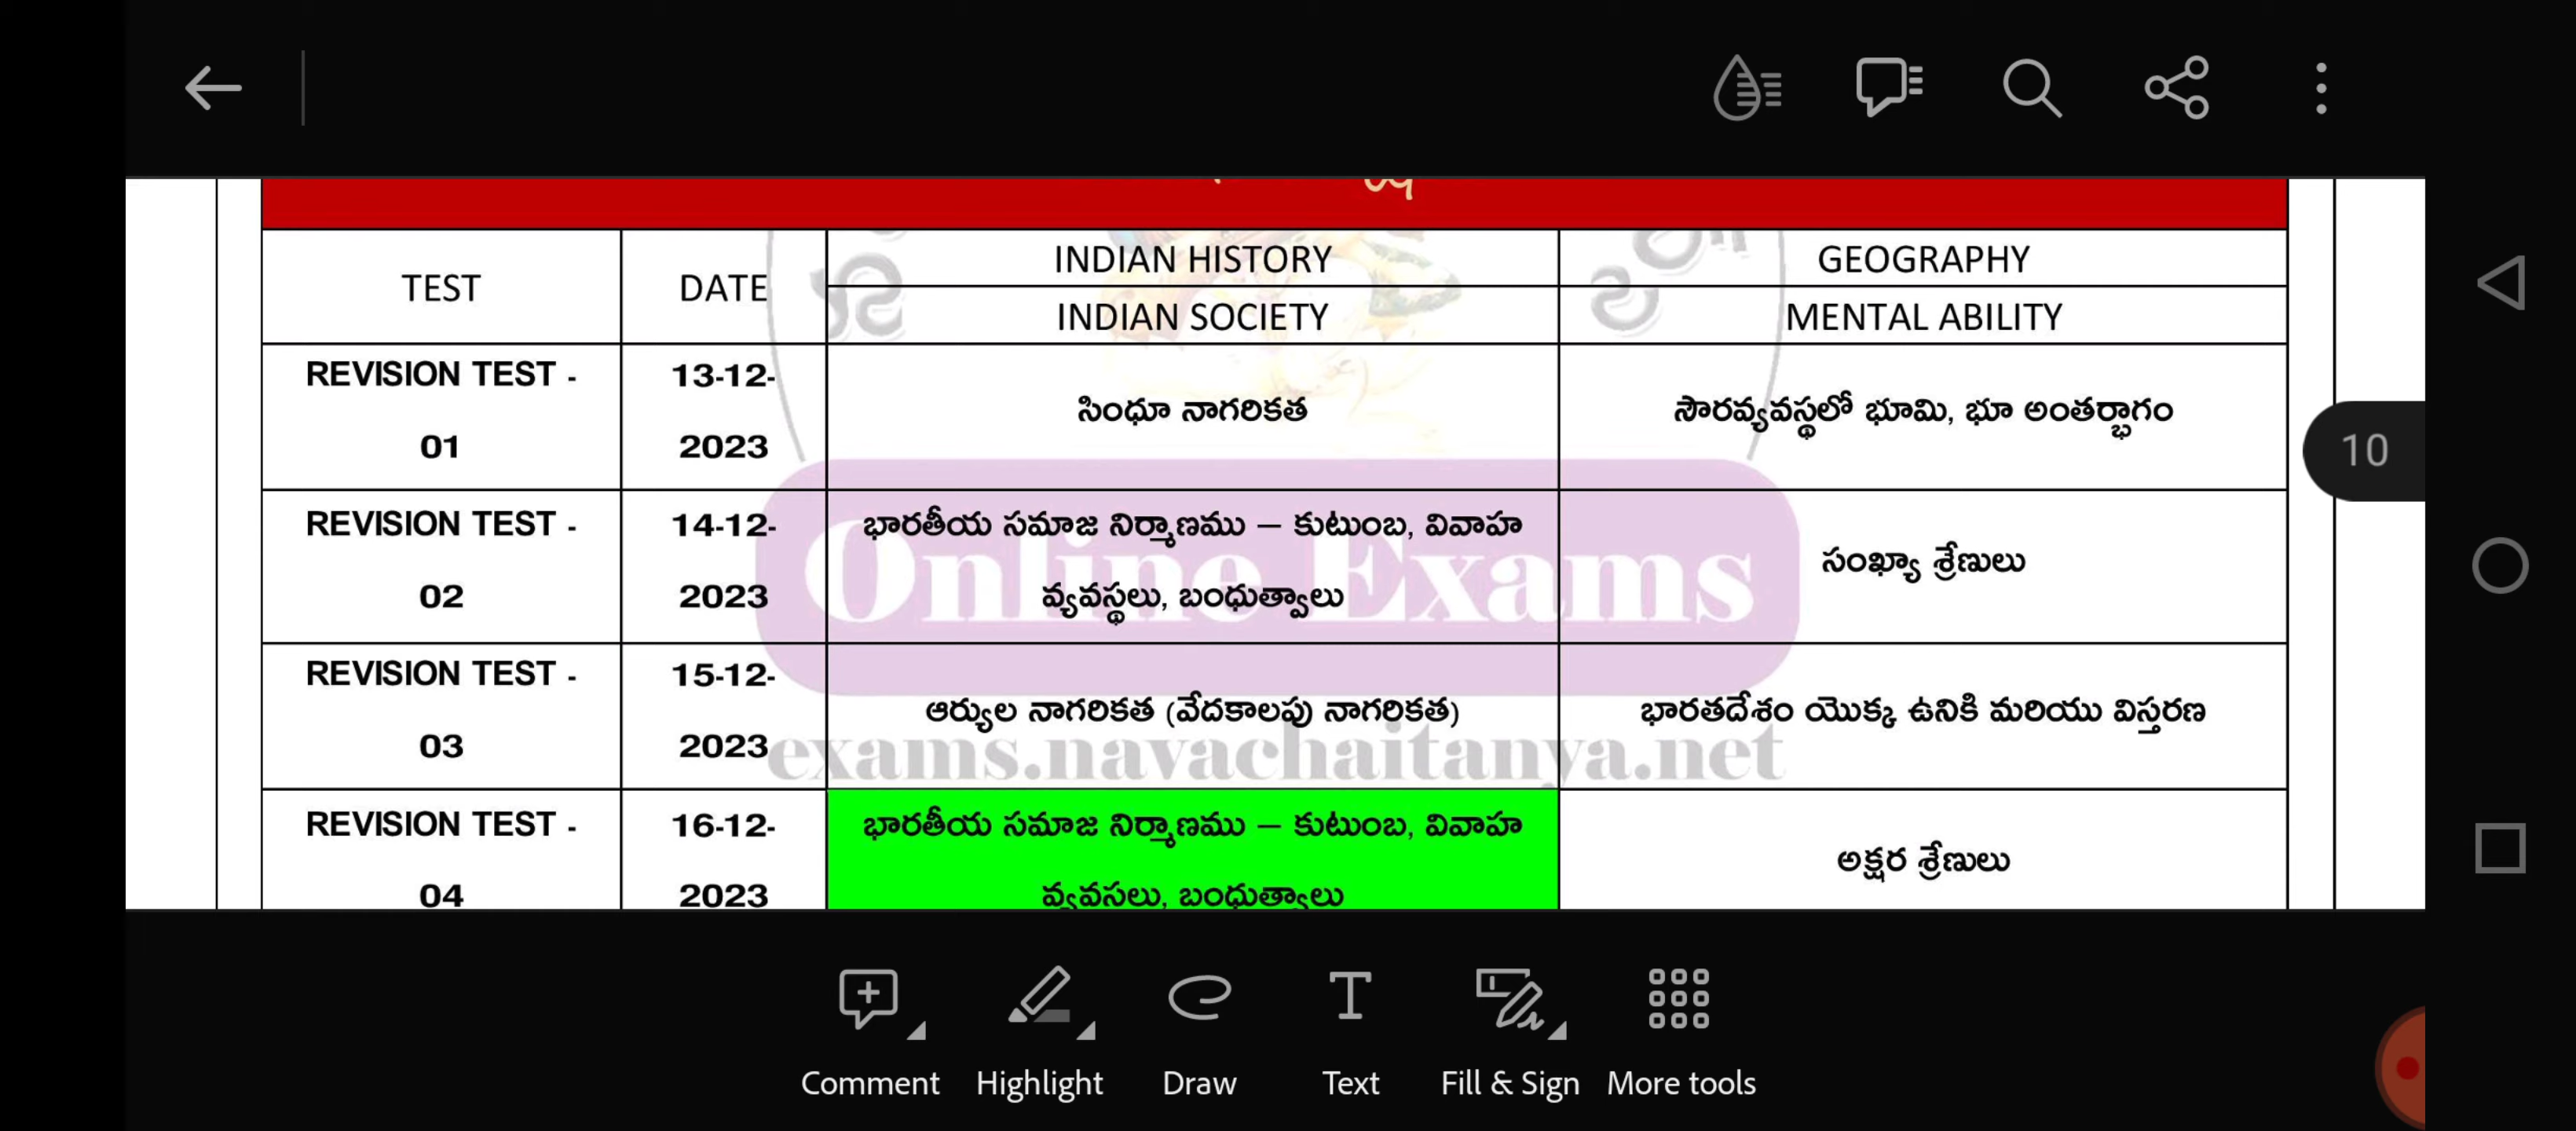 INDIAN HISTORY
GEOGRAPHY
TEST
DATE
INDIAN SOCIETY
MENTAL ABILITY
REVISION TEST -
01
13-12-
2023
సింధూ నాగరికత
సౌరవ్యవస్థలో భూమి, భూ అంతర్భాగం
10
REVISION TEST -
02
14-12-
2023
భారతీయ సమాజ నిర్మాణము – కుటుంబ, వివాహ
వ్యవస్థలు, బంధుత్వాలు
సంఖ్యా శ్రేణులు
Online Exams
REVISION TEST -
03
15-12-
2023
ఆర్యుల నాగరికత (వేదకాలపు నాగరికత)
భారతదేశం యొక్క ఉనికి మరియు విస్తరణ
exams.navachaitanya.net
REVISION TEST -
04
16-12-
2023
భారతీయ సమాజ నిర్మాణము – కుటుంబ, వివాహ
వ్యవస్థలు, బంధుత్వాలు
అక్షర శ్రేణులు
Comment
Highlight
Draw
Text
Fill & Sign
More tools